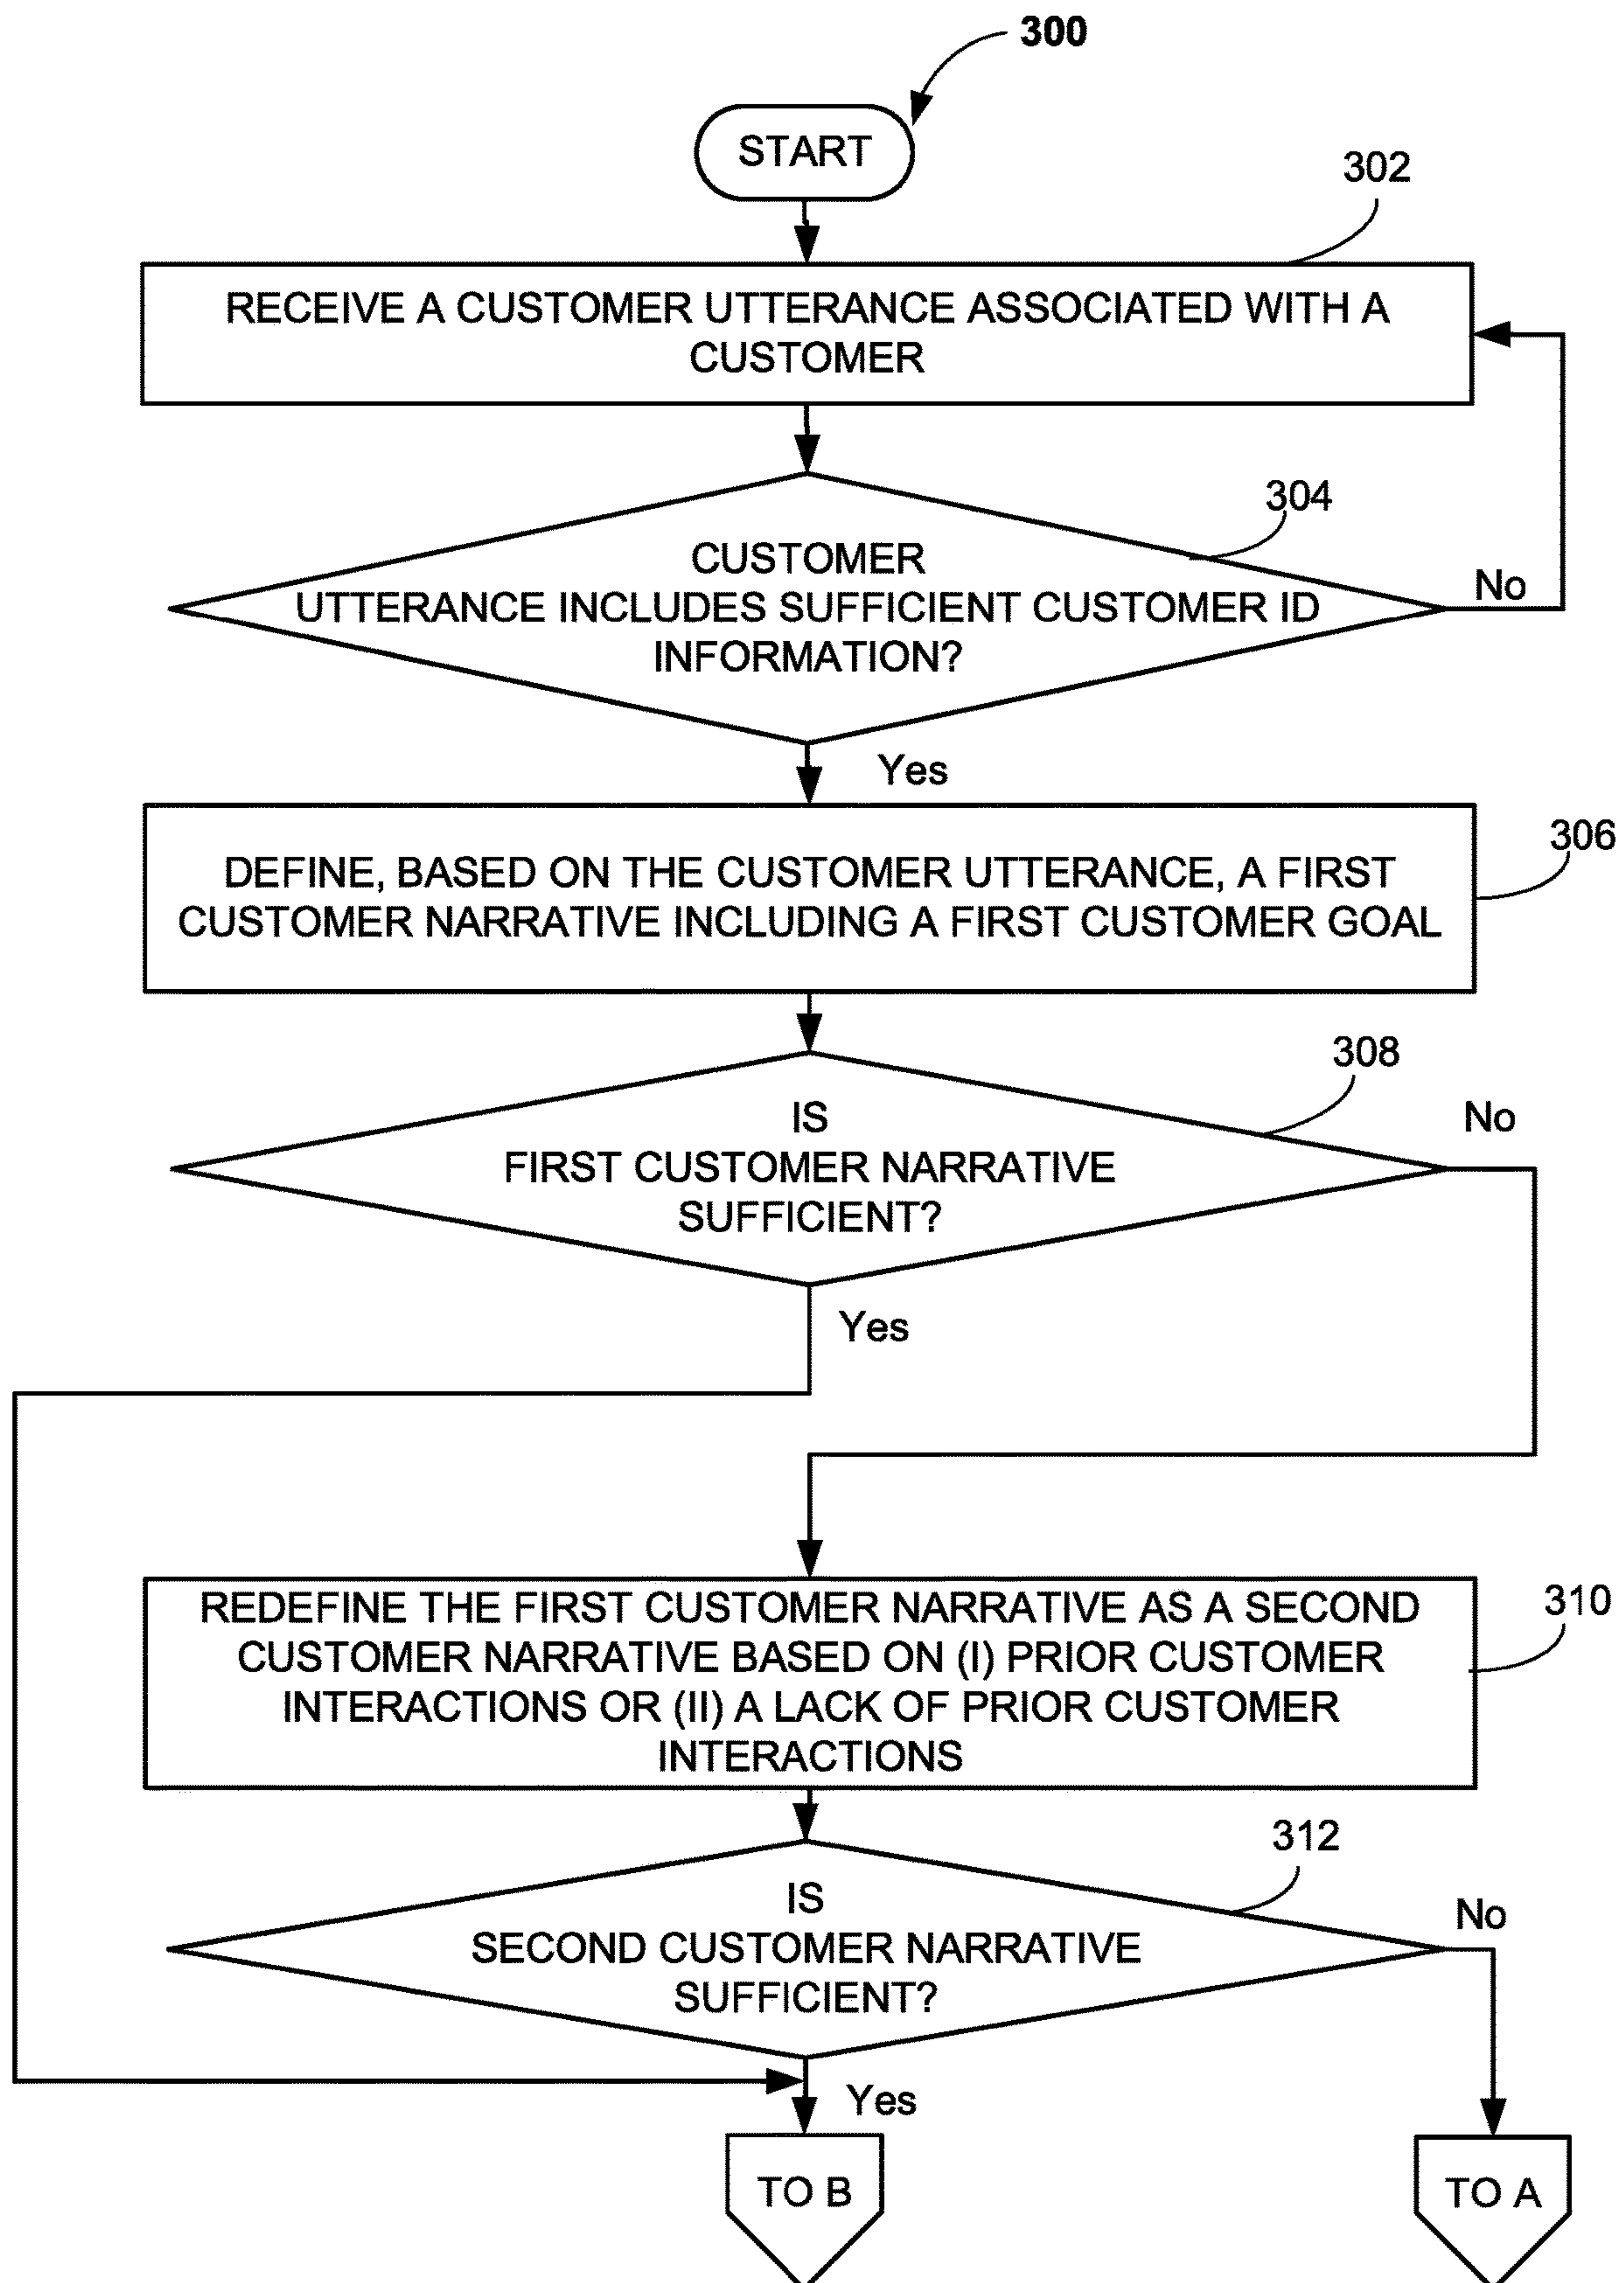 300
START
302
RECEIVE A CUSTOMER UTTERANCE ASSOCIATED WITH A
CUSTOMER
304
CUSTOMER
UTTERANCE INCLUDES SUFFICIENT CUSTOMER ID
INFORMATION?
No
Yes
306
DEFINE, BASED ON THE CUSTOMER UTTERANCE, A FIRST
CUSTOMER NARRATIVE INCLUDING A FIRST CUSTOMER GOAL
308
IS
FIRST CUSTOMER NARRATIVE
SUFFICIENT?
No
Yes
310
REDEFINE THE FIRST CUSTOMER NARRATIVE AS A SECOND
CUSTOMER NARRATIVE BASED ON (I) PRIOR CUSTOMER
INTERACTIONS OR (II) A LACK OF PRIOR CUSTOMER
INTERACTIONS
312
IS
SECOND CUSTOMER NARRATIVE
SUFFICIENT?
No
Yes
TO B
TO A